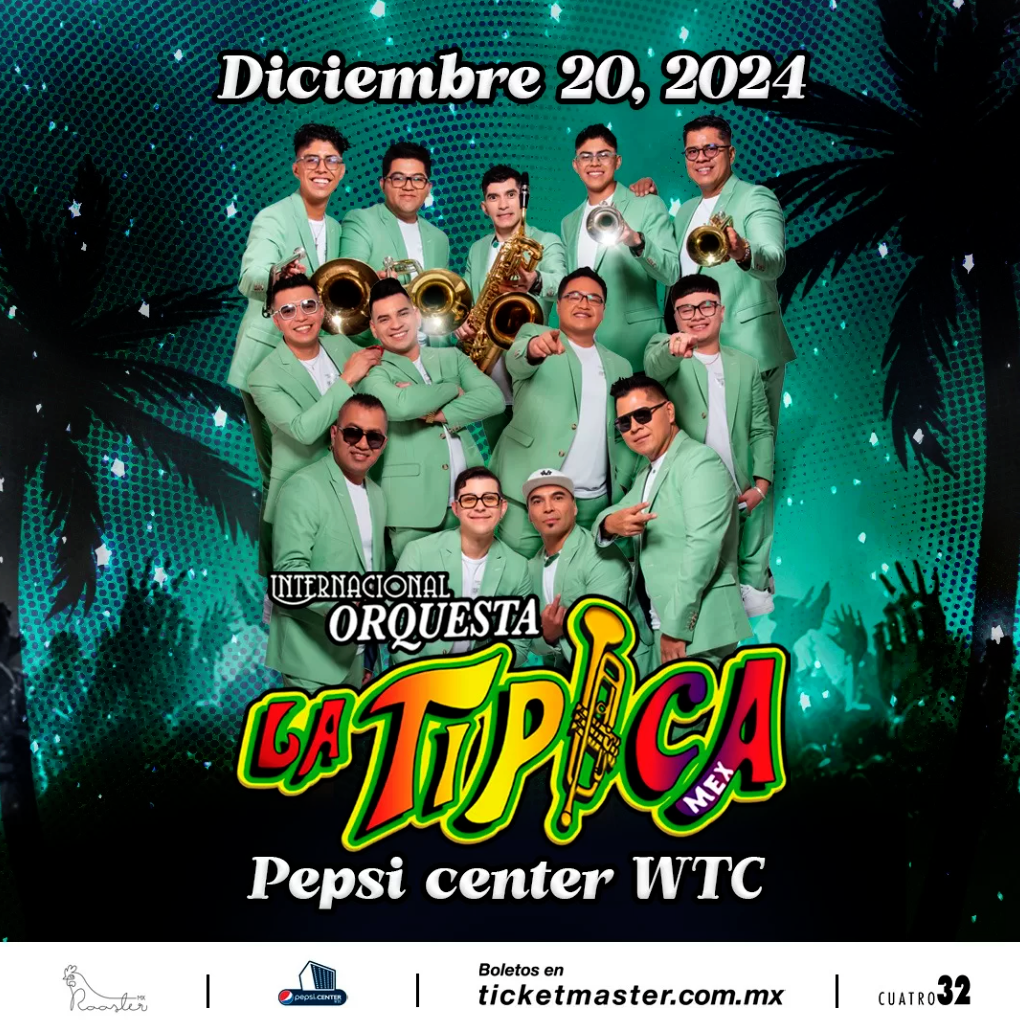 Diciembre 20, 2024
INTERNACIONAL
ORQUESTA
LA TIPICA
MEX
Pepsi center WTC
Rooster MX
pepsi CENTER
Boletos en
ticketmaster.com.mx
CUATRO32